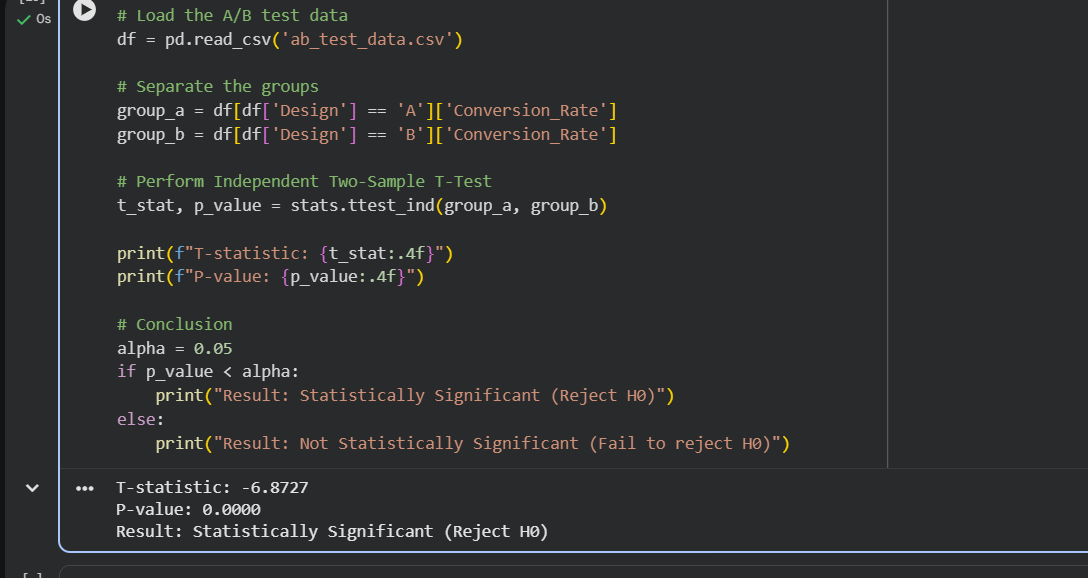 0s
# Load the A/B test data
df = pd.read_csv('ab_test_data.csv')
# Separate the groups
group_a = df[df['Design'] == 'A']['Conversion_Rate']
group_b = df[df['Design'] == 'B']['Conversion_Rate']
# Perform Independent Two-Sample T-Test
t_stat, p_value = stats.ttest_ind(group_a, group_b)
print(f"T-statistic: {t_stat:.4f}")
print(f"P-value: {p_value:.4f}")
# Conclusion
alpha = 0.05
if p_value < alpha:
    print("Result: Statistically Significant (Reject H0)")
else:
    print("Result: Not Statistically Significant (Fail to reject H0)")
T-statistic: -6.8727
P-value: 0.0000
Result: Statistically Significant (Reject H0)